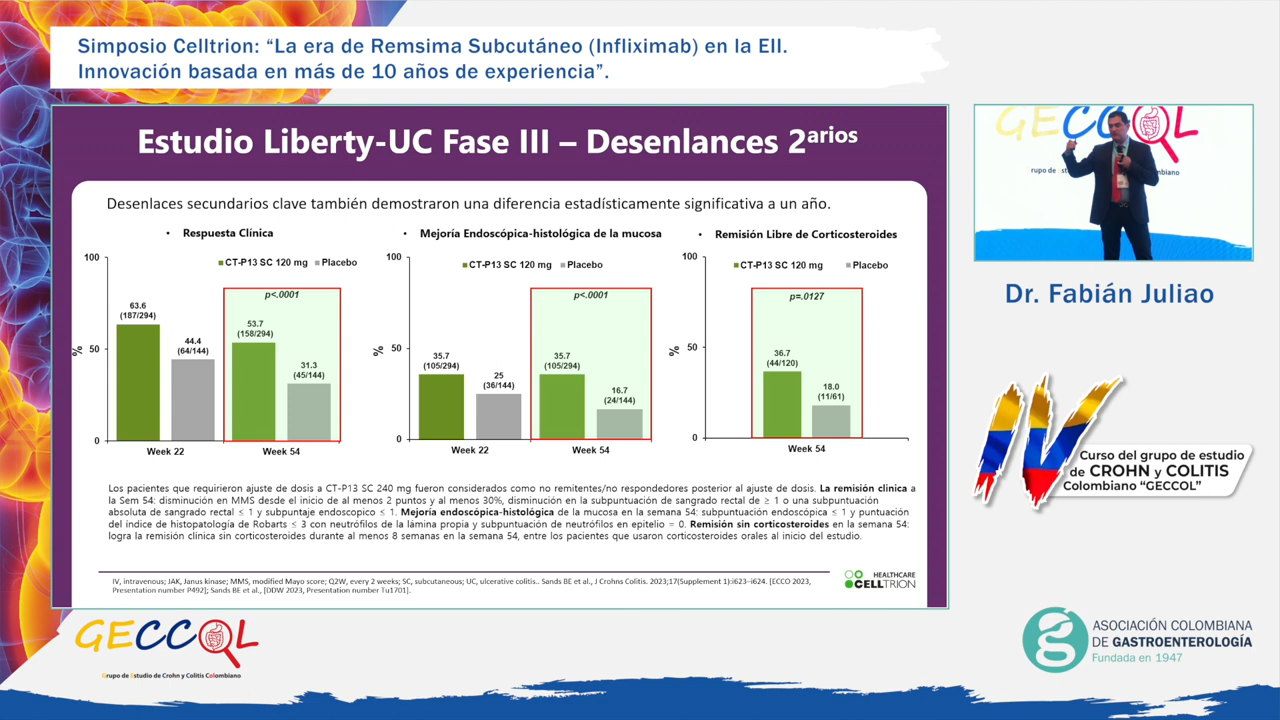 Simposio Celltrion: “La era de Remsima Subcutáneo (Infliximab) en la EII.
Innovación basada en más de 10 años de experiencia”.
Estudio Liberty-UC Fase III – Desenlances 2arios
Desenlaces secundarios clave también demostraron una diferencia estadísticamente significativa a un año.
• Respuesta Clínica
100
CT-P13 SC 120 mg
Placebo
p<.0001
63.6
(187/294)
44.4
(64/144)
53.7
(158/294)
31.3
(45/144)
%
50
0
Week 22
Week 54
• Mejoría Endoscópica-histológica de la mucosa
100
CT-P13 SC 120 mg
Placebo
p<.0001
35.7
(105/294)
25
(36/144)
35.7
(105/294)
16.7
(24/144)
%
50
0
Week 22
Week 54
• Remisión Libre de Corticosteroides
100
CT-P13 SC 120 mg
Placebo
p=.0127
36.7
(44/120)
18.0
(11/61)
%
50
0
Week 54
Los pacientes que requirieron ajuste de dosis a CT-P13 SC 240 mg fueron considerados como no remitentes/no respondedores posterior al ajuste de dosis. La remisión clínica a
la Sem 54: disminución en MMS desde el inicio de al menos 2 puntos y al menos 30%, disminución en la subpuntuación de sangrado rectal de ≥ 1 o una subpuntuación
absoluta de sangrado rectal ≤ 1 y subpuntaje endoscopico ≤ 1. Mejoría endoscópica-histológica de la mucosa en la semana 54: subpuntuación endoscópica ≤ 1 y puntuación
del índice de histopatología de Robarts ≤ 3 con neutrófilos de la lámina propia y subpuntuación de neutrófilos en epitelio = 0. Remisión sin corticosteroides en la semana 54:
logra la remisión clínica sin corticosteroides durante al menos 8 semanas en la semana 54, entre los pacientes que usaron corticosteroides orales al inicio del estudio.
IV, intravenous; JAK, Janus kinase; MMS, modified Mayo score; Q2W, every 2 weeks; SC, subcutaneous; UC, ulcerative colitis.. Sands BE et al., J Crohns Colitis. 2023;17(Supplement 1):i623–i624. [ECCO 2023,
Presentation number P492]; Sands BE et al., [DDW 2023, Presentation number Tu1701].
HEALTHCARE
CELLTRION
GECCOL
Dr. Fabián Juliao
IV
Curso del grupo de estudio
de CROHN y COLITIS
Colombiano “GECCOL”
GECCOL
Grupo de Estudio de Crohn y Colitis Colombiano
ASOCIACIÓN COLOMBIANA
DE GASTROENTEROLOGÍA
Fundada en 1947